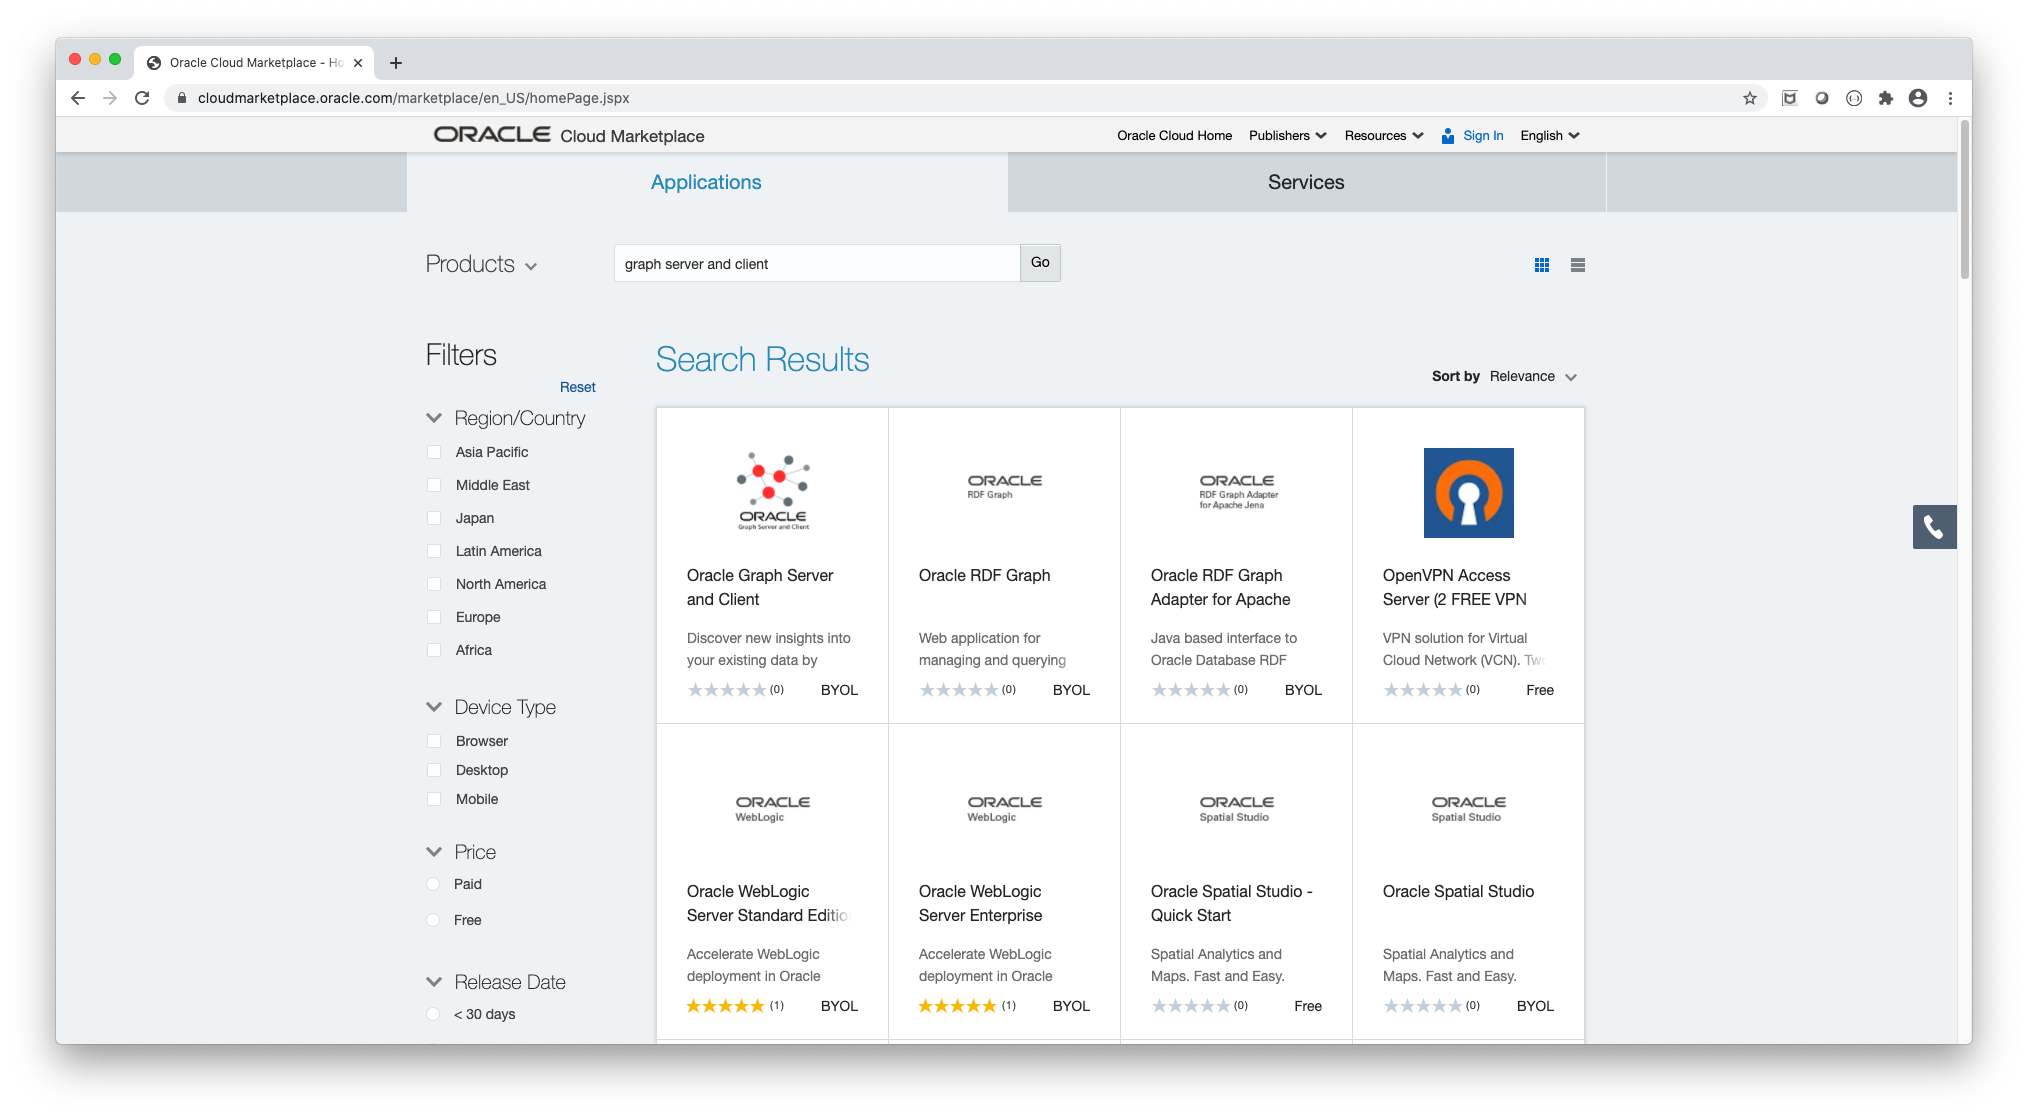 Oracle Cloud Marketplace - Ho
cloudmarketplace.oracle.com/marketplace/en_US/homePage.jspx
ORACLE Cloud Marketplace
Oracle Cloud Home Publishers Resources Sign In English
Applications
Services
Products
graph server and client
Go
Filters
Reset
Region/Country
Asia Pacific
Middle East
Japan
Latin America
North America
Europe
Africa
Device Type
Browser
Desktop
Mobile
Price
Paid
Free
Release Date
< 30 days
Search Results
Sort by Relevance
ORACLE
Graph Server and Client
Oracle Graph Server
and Client
Discover new insights into
your existing data by
(0) BYOL
ORACLE
RDF Graph
Oracle RDF Graph
Web application for
managing and querying
(0) BYOL
ORACLE
RDF Graph Adapter
for Apache Jena
Oracle RDF Graph
Adapter for Apache
Java based interface to
Oracle Database RDF
(0) BYOL
OpenVPN Access
Server (2 FREE VPN
VPN solution for Virtual
Cloud Network (VCN). Two
(0) Free
ORACLE
WebLogic
Oracle WebLogic
Server Standard Editio
Accelerate WebLogic
deployment in Oracle
(1) BYOL
ORACLE
WebLogic
Oracle WebLogic
Server Enterprise
Accelerate WebLogic
deployment in Oracle
(1) BYOL
ORACLE
Spatial Studio
Oracle Spatial Studio -
Quick Start
Spatial Analytics and
Maps. Fast and Easy.
(0) Free
ORACLE
Spatial Studio
Oracle Spatial Studio
Spatial Analytics and
Maps. Fast and Easy.
(0) BYOL